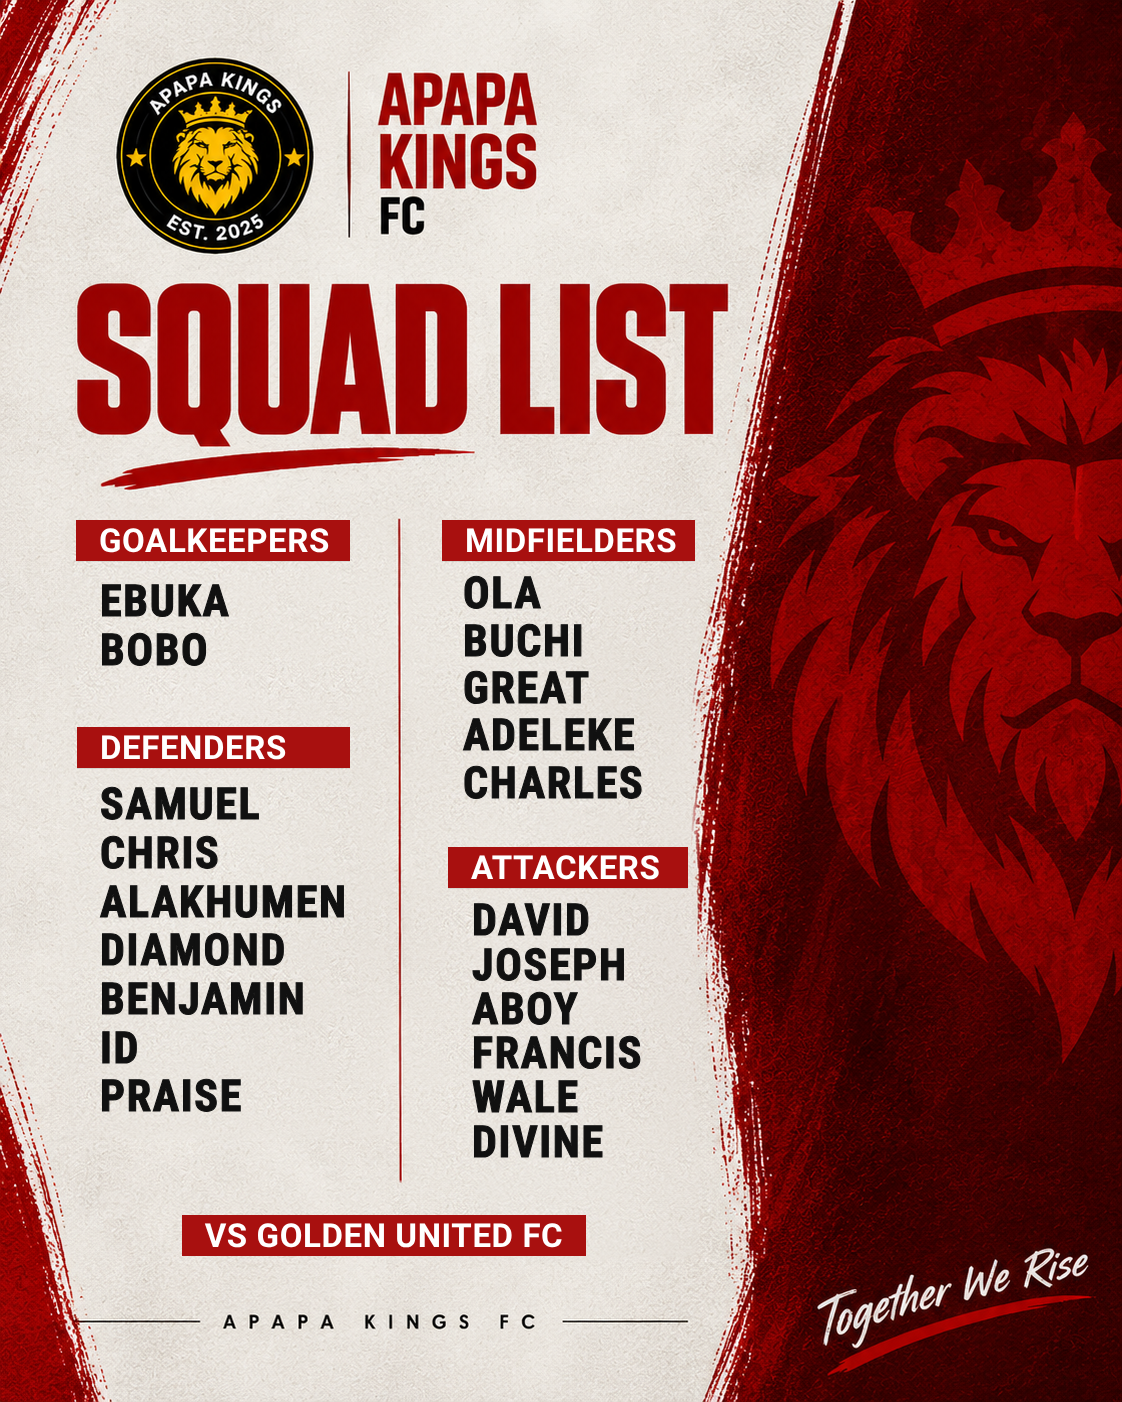 APAPA KINGS
EST. 2025
APAPA
KINGS
FC
SQUAD LIST
GOALKEEPERS
EBUKA
BOBO
DEFENDERS
SAMUEL
CHRIS
ALAKHUMEN
DIAMOND
BENJAMIN
ID
PRAISE
MIDFIELDERS
OLA
BUCHI
GREAT
ADELEKE
CHARLES
ATTACKERS
DAVID
JOSEPH
ABOY
FRANCIS
WALE
DIVINE
VS GOLDEN UNITED FC
APAPA KINGS FC
Together We Rise